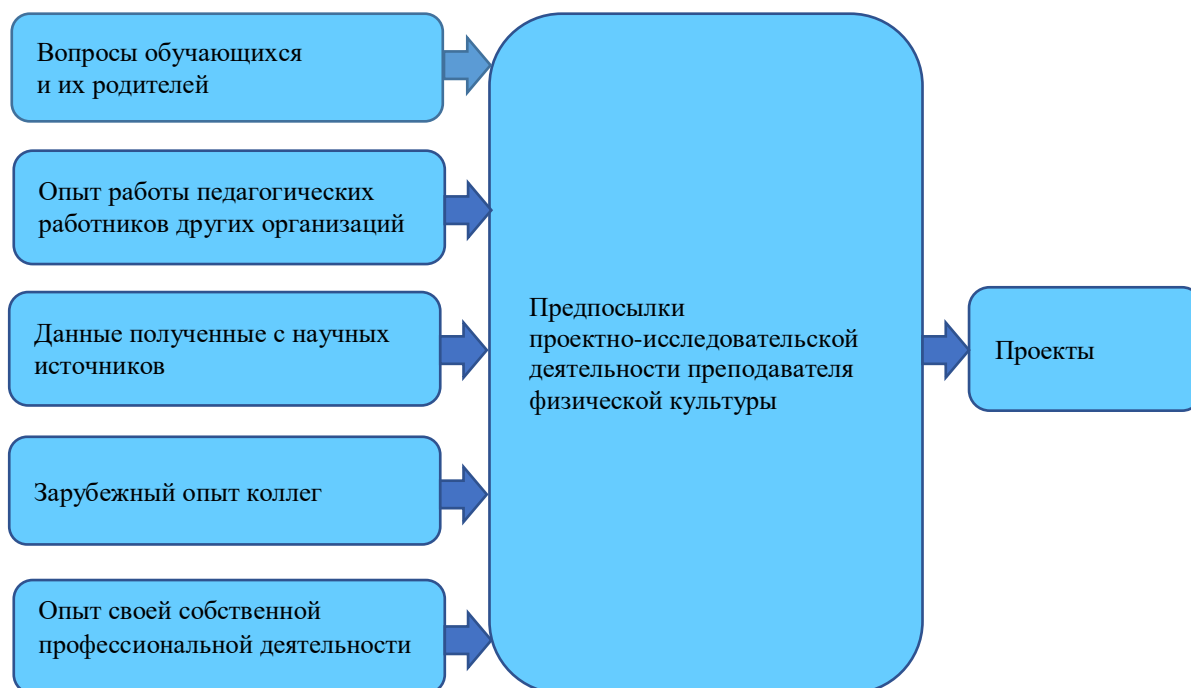 Вопросы обучающихся
и их родителей
Опыт работы педагогических
работников других организаций
Данные полученные с научных
источников
Зарубежный опыт коллег
Опыт своей собственной
профессиональной деятельности
Предпосылки
проектно-исследовательской
деятельности преподавателя
физической культуры
Проекты